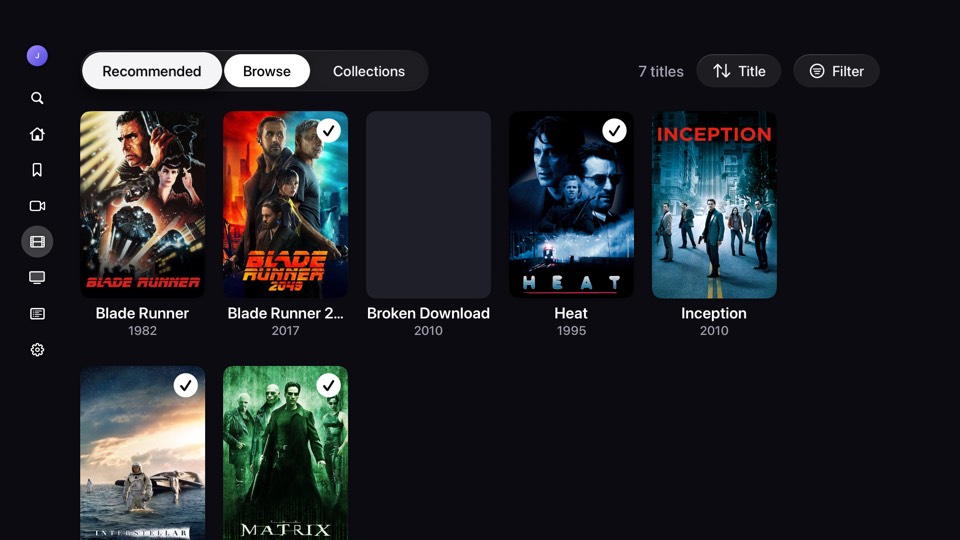 J
Recommended
Browse
Collections
7 titles
Title
Filter
BLADE RUNNER
BLADE
RUNNER
2049
HEAT
INCEPTION
Blade Runner
1982
Blade Runner 2...
2017
Broken Download
2010
Heat
1995
Inception
2010
INTERSTELLAR
MATRIX